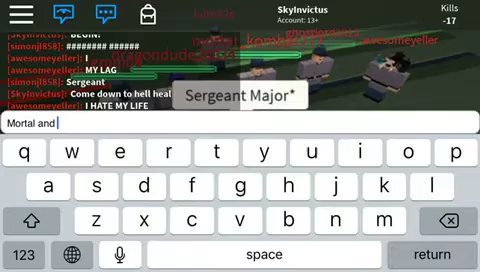 SkyInvictus
Account: 13+
Kills
-17
BEGIN!
[simonjl858]: ######## ######
[awesomeyeller]: I
[awesomeyeller]: MY LAG
[simonjl858]: Sergeant
[SkyInvictus]: Come down to hell heal
[awesomeyeller]: I HATE MY LIFE
awesomeyeller
Sergeant Major*
Mortal and
q w e r t y u i o p
a s d f g h j k l
z x c v b n m
123 space return